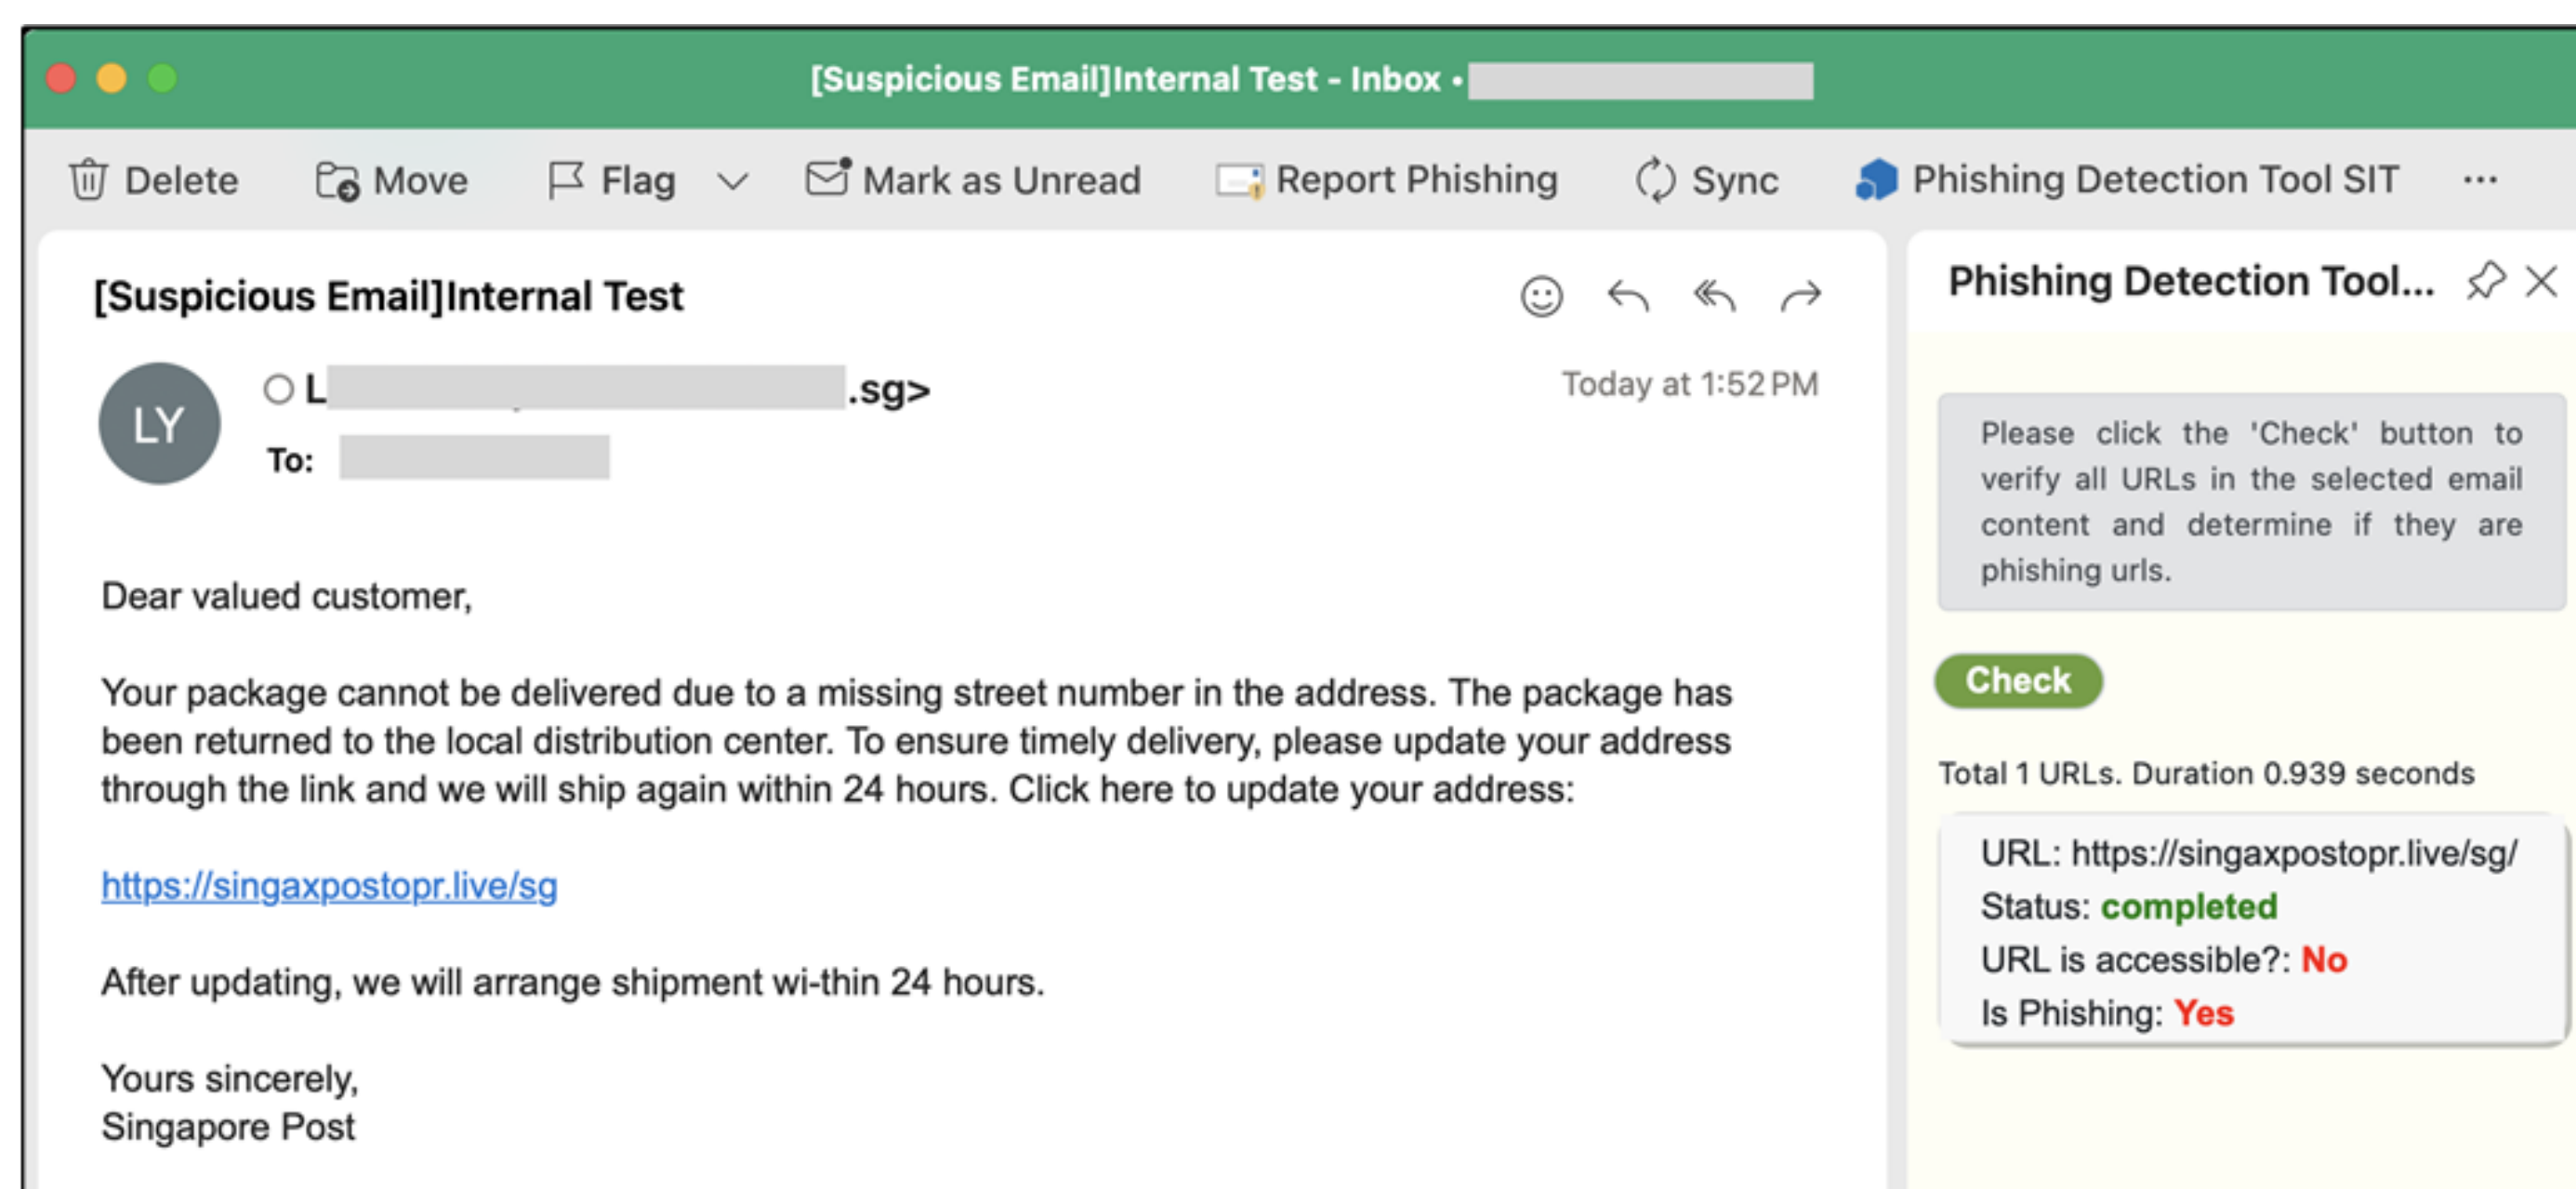 [Suspicious Email]Internal Test - Inbox •
Delete Move Flag Mark as Unread Report Phishing Sync Phishing Detection Tool SIT ...
[Suspicious Email]Internal Test
LY
L .sg>
Today at 1:52 PM
To:
Dear valued customer,
Your package cannot be delivered due to a missing street number in the address. The package has
been returned to the local distribution center. To ensure timely delivery, please update your address
through the link and we will ship again within 24 hours. Click here to update your address:
https://singaxpostopr.live/sg
After updating, we will arrange shipment wi-thin 24 hours.
Yours sincerely,
Singapore Post
Phishing Detection Tool...
Please click the 'Check' button to
verify all URLs in the selected email
content and determine if they are
phishing urls.
Check
Total 1 URLs. Duration 0.939 seconds
URL: https://singaxpostopr.live/sg/
Status: completed
URL is accessible?: No
Is Phishing: Yes